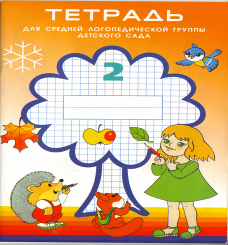 ТЕТРАДЬ
ДЛЯ СРЕДНЕЙ ЛОГОПЕДИЧЕСКОЙ ГРУППЫ
ДЕТСКОГО САДА
2